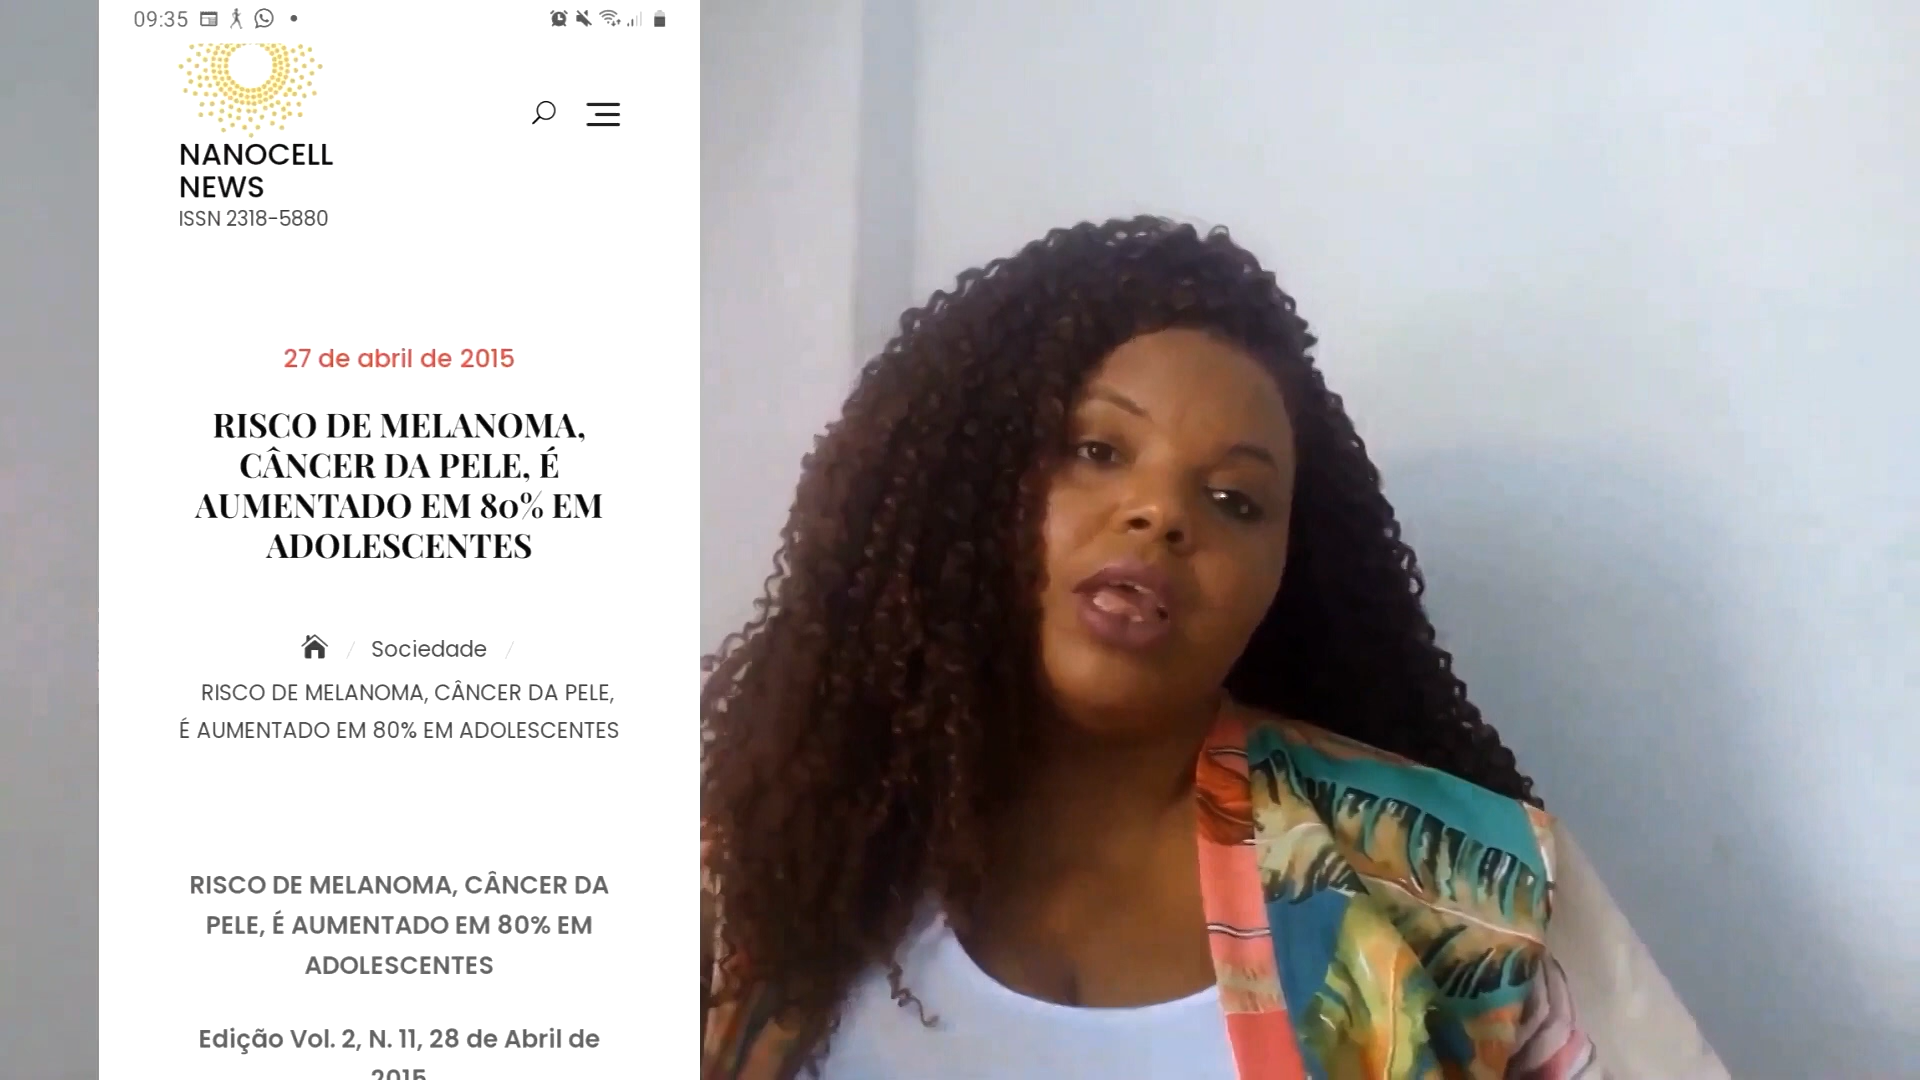 09:35
NANOCELL
NEWS
ISSN 2318-5880
27 de abril de 2015
RISCO DE MELANOMA,
CÂNCER DA PELE, É
AUMENTADO EM 80% EM
ADOLESCENTES
/ Sociedade /
RISCO DE MELANOMA, CÂNCER DA PELE,
É AUMENTADO EM 80% EM ADOLESCENTES
RISCO DE MELANOMA, CÂNCER DA
PELE, É AUMENTADO EM 80% EM
ADOLESCENTES
Edição Vol. 2, N. 11, 28 de Abril de
2015